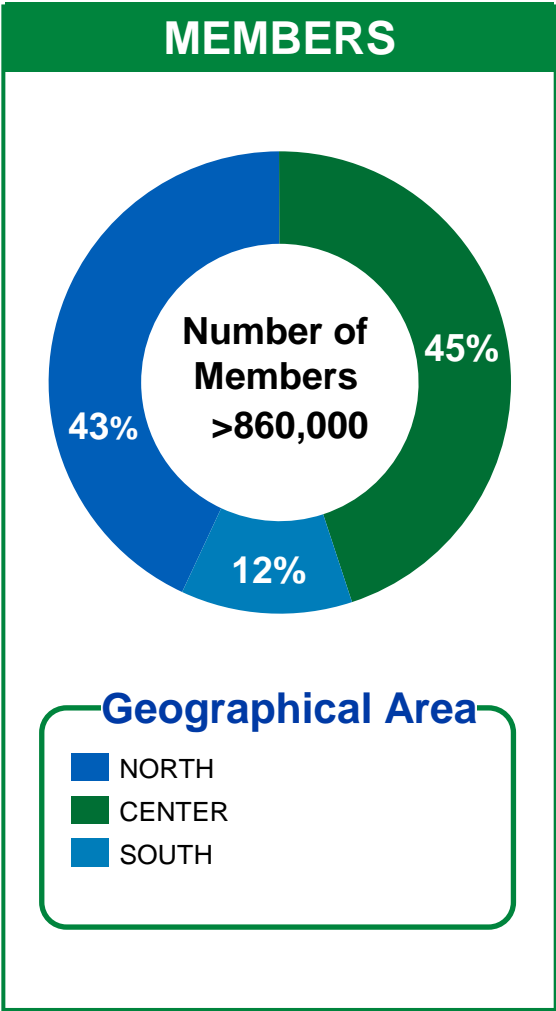 MEMBERS
Number of
Members
>860,000
45%
43%
12%
Geographical Area
NORTH
CENTER
SOUTH